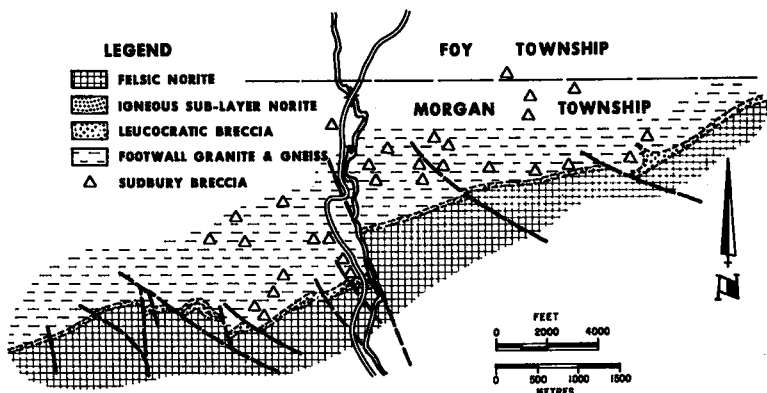 LEGEND
FELSIC NORITE
IGNEOUS SUB-LAYER NORITE
LEUCOCRATIC BRECCIA
FOOTWALL GRANITE & GNEISS
SUDBURY BRECCIA
FOY TOWNSHIP
MORGAN TOWNSHIP
FEET
0 2000 4000
0 500 1000 1500
METRES